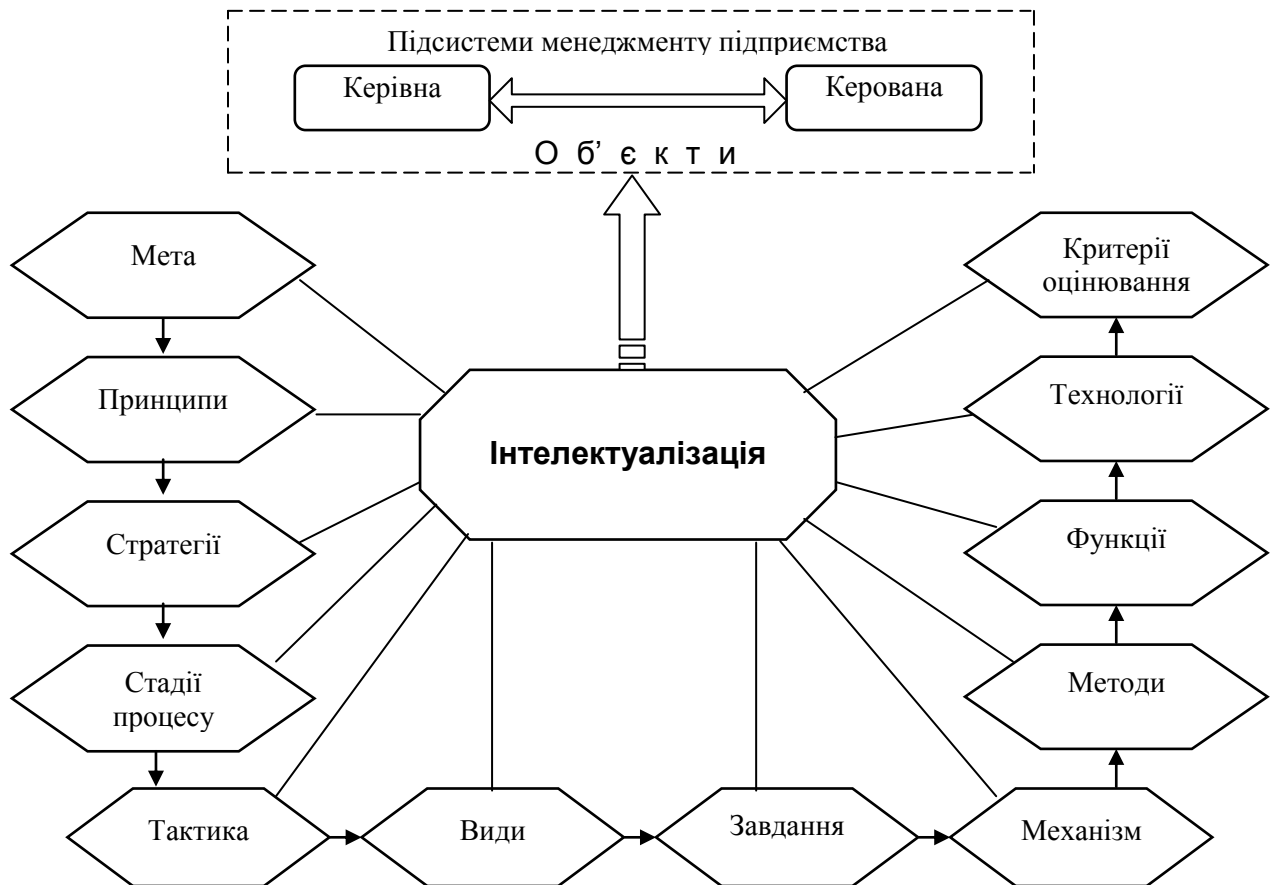 Підсистеми менеджменту підприємства
Керівна
Керована
О б’ є к т и
Мета
Критерії
оцінювання
Принципи
Технології
Інтелектуалізація
Стратегії
Функції
Стадії
процесу
Методи
Тактика
Види
Завдання
Механізм